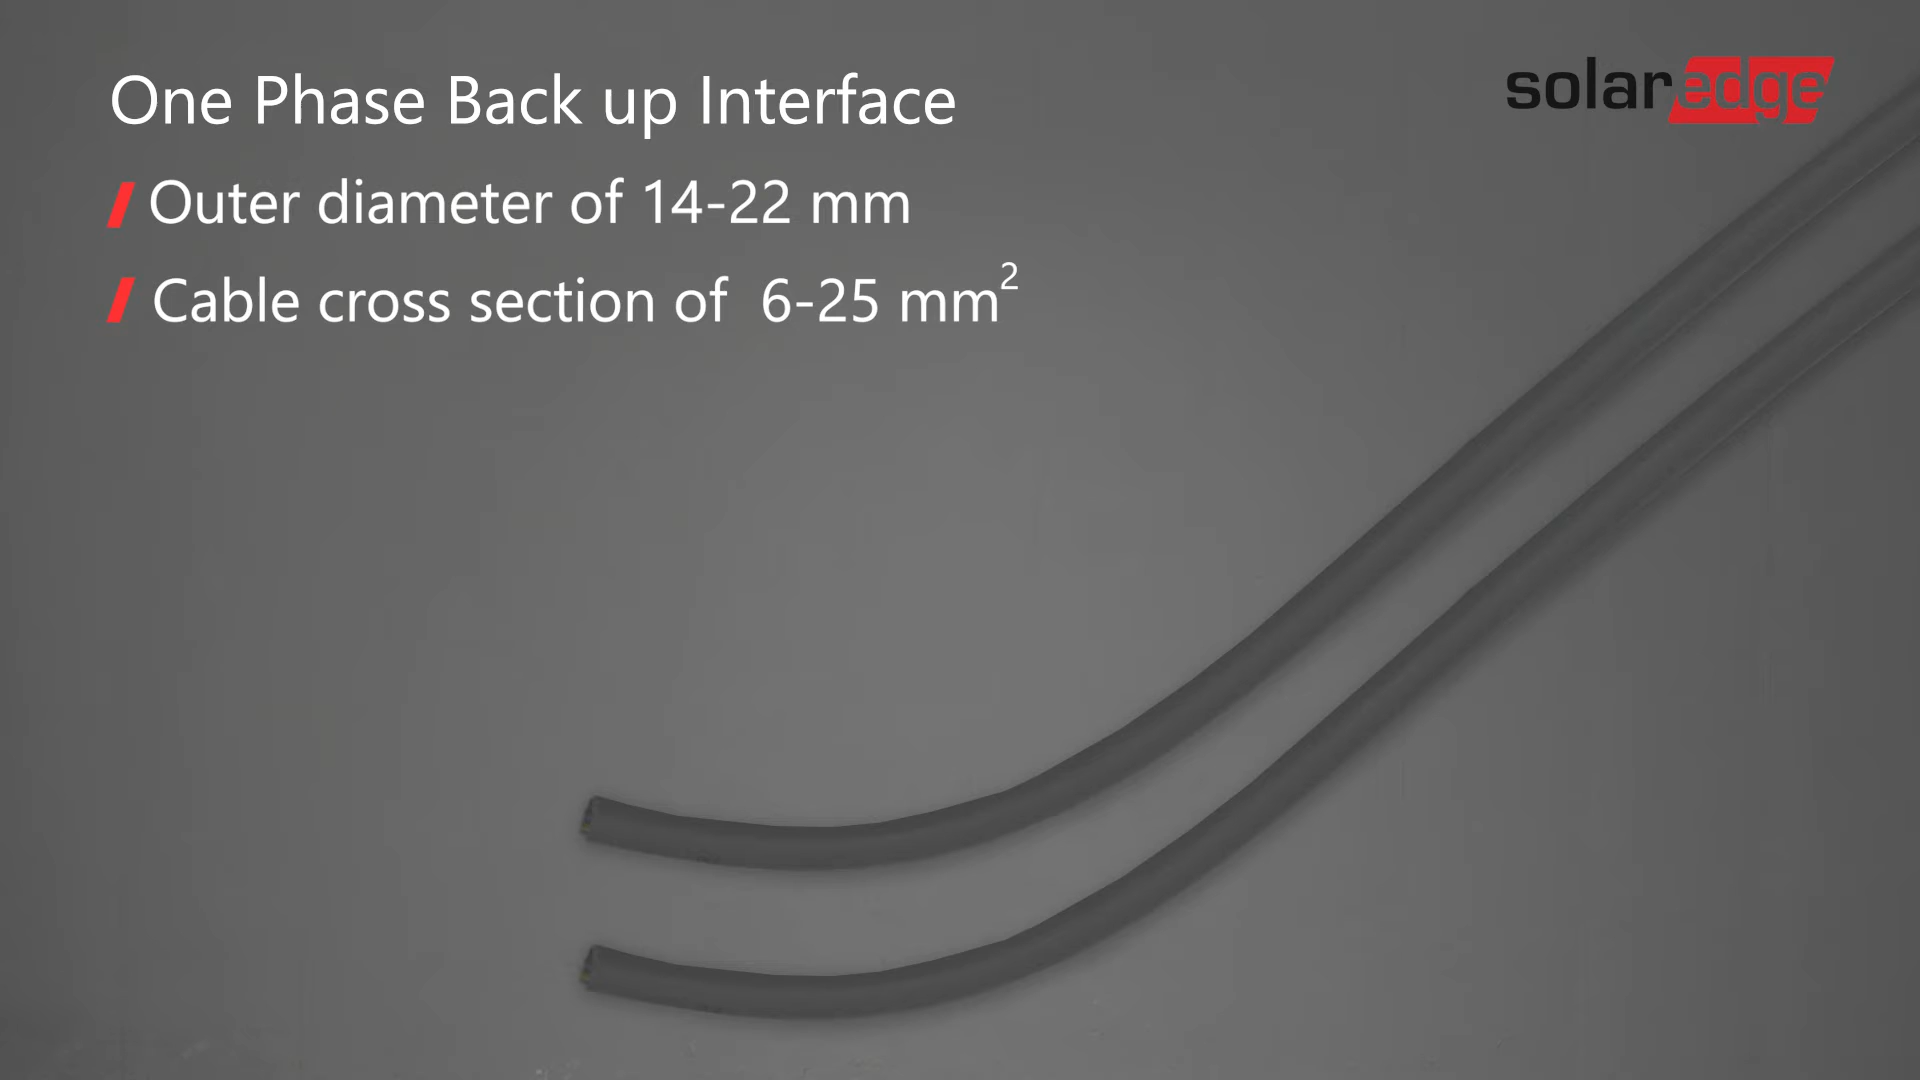 One Phase Back up Interface
solaredge
Outer diameter of 14-22 mm
Cable cross section of 6-25 mm²